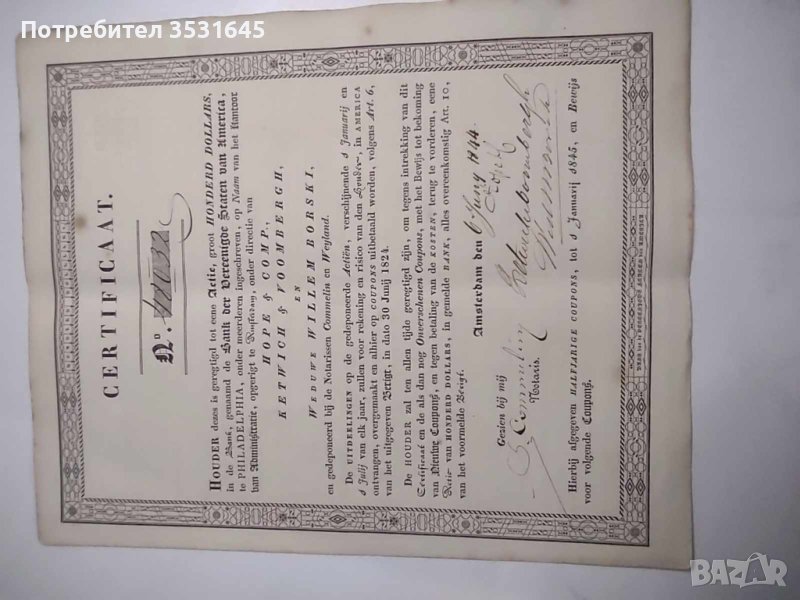 Потребител 3531645
CERTIFICAAT.
No.
HOUDER dezes is geregtigd tot eene Actie, groot HONDERD DOLLARS,
in de Bank, genaamd de Bank der Vereenigde Staten van America,
te PHILADELPHIA, onder meerderen ingeschreven, op Naam van het Kantoor
van Administratie, opgerigt te Amsterdam, onder directie van
HOPE & COMP.,
KETWICH & VOOMBERGH,
EN
WEDUWE WILLEM BORSKI,
en gedeponeerd bij de Notarissen Commelin en Weyland.
De UITDEELINGEN op de gedeponeerde Actiën, verschijnende 1 Januarij en
1 Julij van elk jaar, zullen voor rekening en risico van den Houder, in AMERICA
ontvangen, overgemaakt en alhier op COUPONS uitbetaald worden, volgens Art. 6,
van het uitgegeven Berigt, in dato 30 Junij 1824.
De HOUDER zal ten allen tijde geregtigd zijn, om tegens intrekking van dit
Certificaat en de als dan nog Onverschenen Coupons, met het Bewijs tot bekoming
van Nieuwe Coupons, en tegen betaling van de KOSTEN, terug te vorderen, eene
Actie van HONDERD DOLLARS, in gemelde BANK, alles overeenkomstig Art. 10,
van het voormelde Berigt.
Amsterdam den 6 Juny 1844
Gezien bij mij
Commelin
Notaris.
Hierbij afgegeven HALFJARIGE COUPONS, tot 1 Januarij 1845, en Bewijs
voor volgende Coupons.
BAZAR